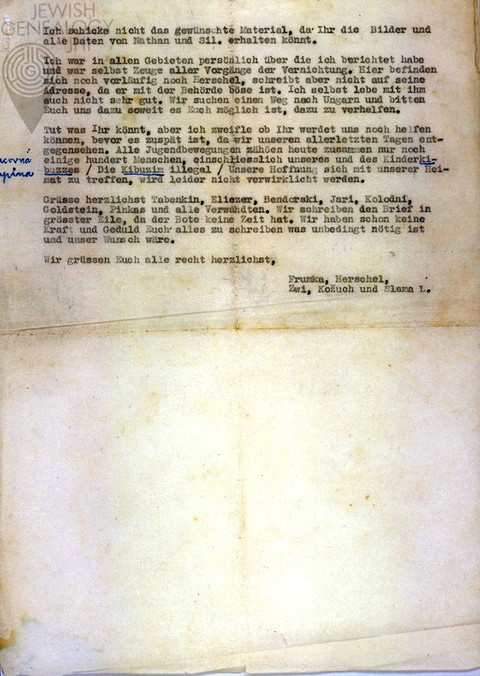 JEWISH
GENEALOGY
Ich schicke nicht das gewünschte Material, da Ihr die Bilder und
alle Daten von Nathan und Sil. erhalten könnt.
Ich war in allen Gebieten persönlich über die ich berichtet habe
und war selbst Zeuge aller Vorgänge der Vernichtung. Hier befinden
mich noch vorläufig noch Herschel, schreibt aber nicht auf seine
Adresse, da er mit der Behörde böse ist. Ich selbst lebe mit ihm
auch nicht sehr gut. Wir suchen einen Weg nach Ungarn und bitten
Euch uns dazu soweit es Euch möglich ist, dazu zu verhelfen.
Tut was Ihr könnt, aber ich zweifle ob Ihr werdet uns noch helfen
können, bevor es zuspät ist, da wir unseren allerletzten Tagen ent-
gegensehen. Alle Jugendbewegungen zählen heute zusammen nur noch
einige hundert Menschen, einschliesslich unseres und des Kinderki-
buzzes / Die Kibuzim illegal / Unsere Hoffnung sich mit unserer Hei-
mat zu treffen, wird leider nicht verwirklicht werden.
Grüsse herzlichst Tabenkin, Eliezer, Bendorski, Jari, Kolodni,
Goldstein, Pinkas und alle Verwandten. Wir schreiben den Brief in
grösster Eile, da der Bote keine Zeit hat. Wir haben schon keine
Kraft und Geduld Euch alles zu schreiben was unbedingt nötig ist
und unser Wunsch wäre.
Wir grüssen Euch alle recht herzlichst,
Frumka, Herschel,
Zwi, Kožuch und Slama L.